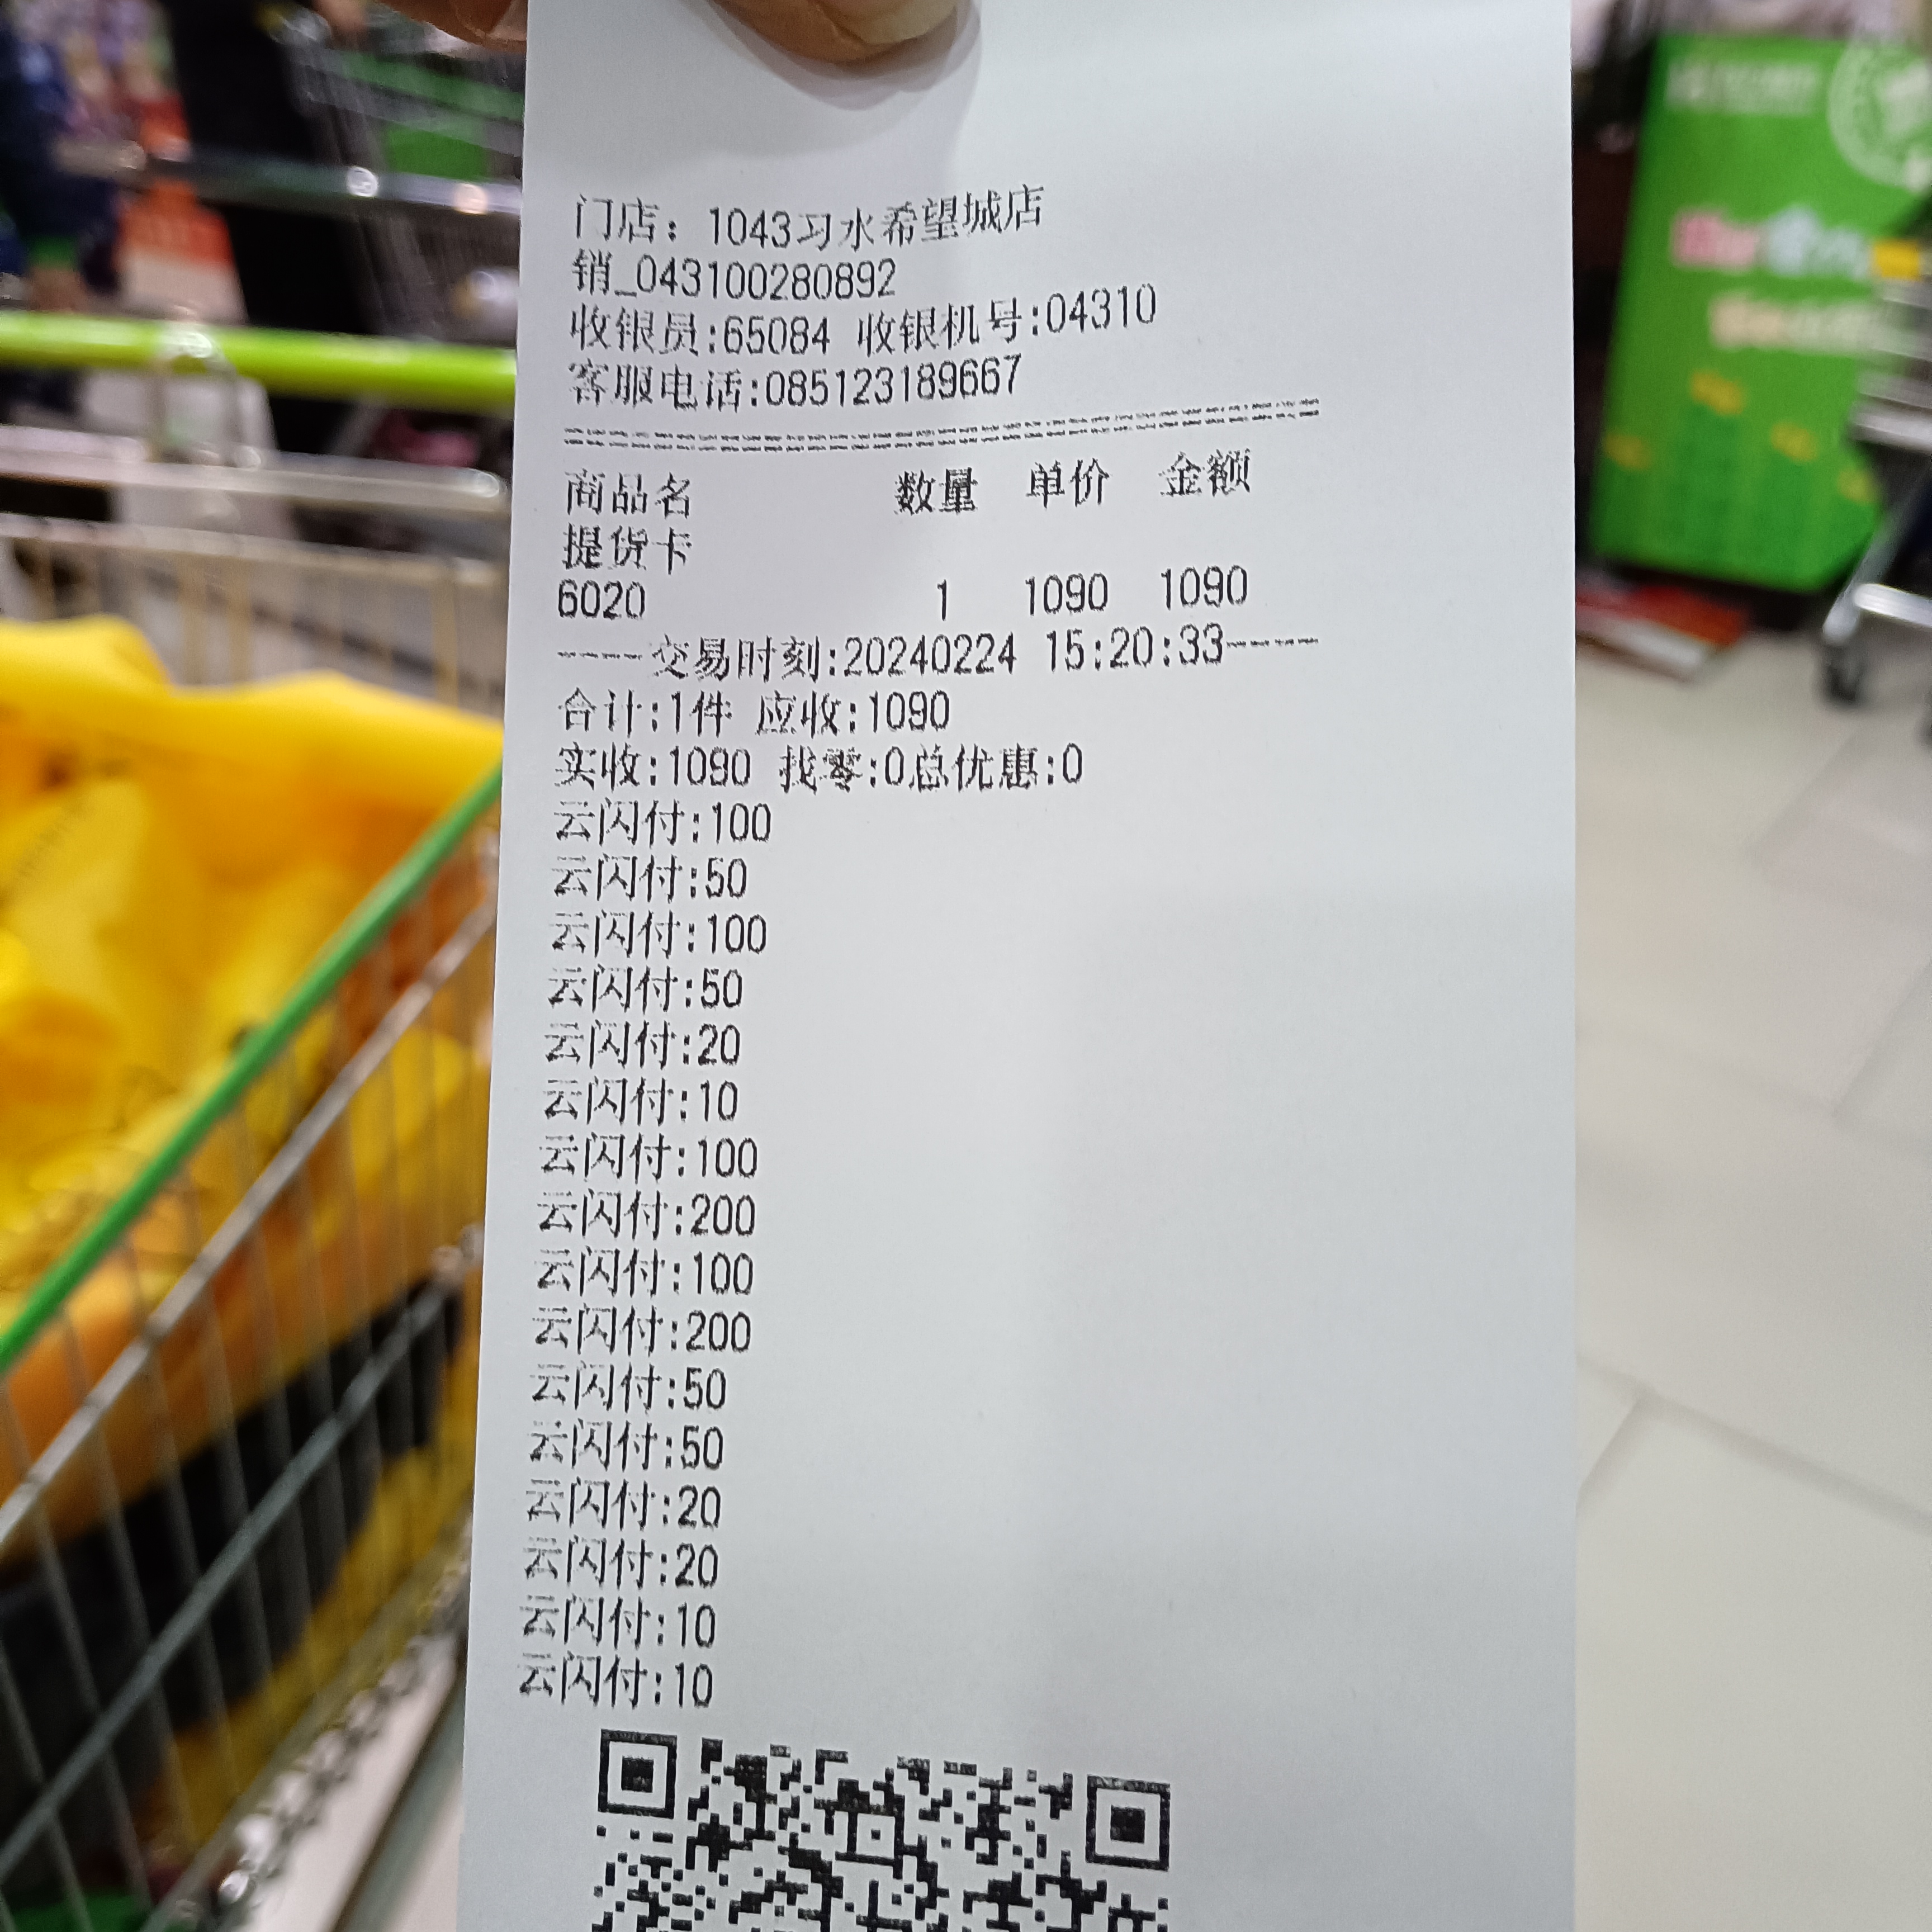 门店：1043习水希望城店
销_043100280892
收银员:65084 收银机号:04310
客服电话:085123189667
商品名 数量 单价 金额
提货卡
6020 1 1090 1090
----交易时刻:20240224 15:20:33----
合计:1件 应收:1090
实收:1090 找零:0总优惠:0
云闪付:100
云闪付:50
云闪付:100
云闪付:50
云闪付:20
云闪付:10
云闪付:100
云闪付:200
云闪付:100
云闪付:200
云闪付:50
云闪付:50
云闪付:20
云闪付:20
云闪付:10
云闪付:10